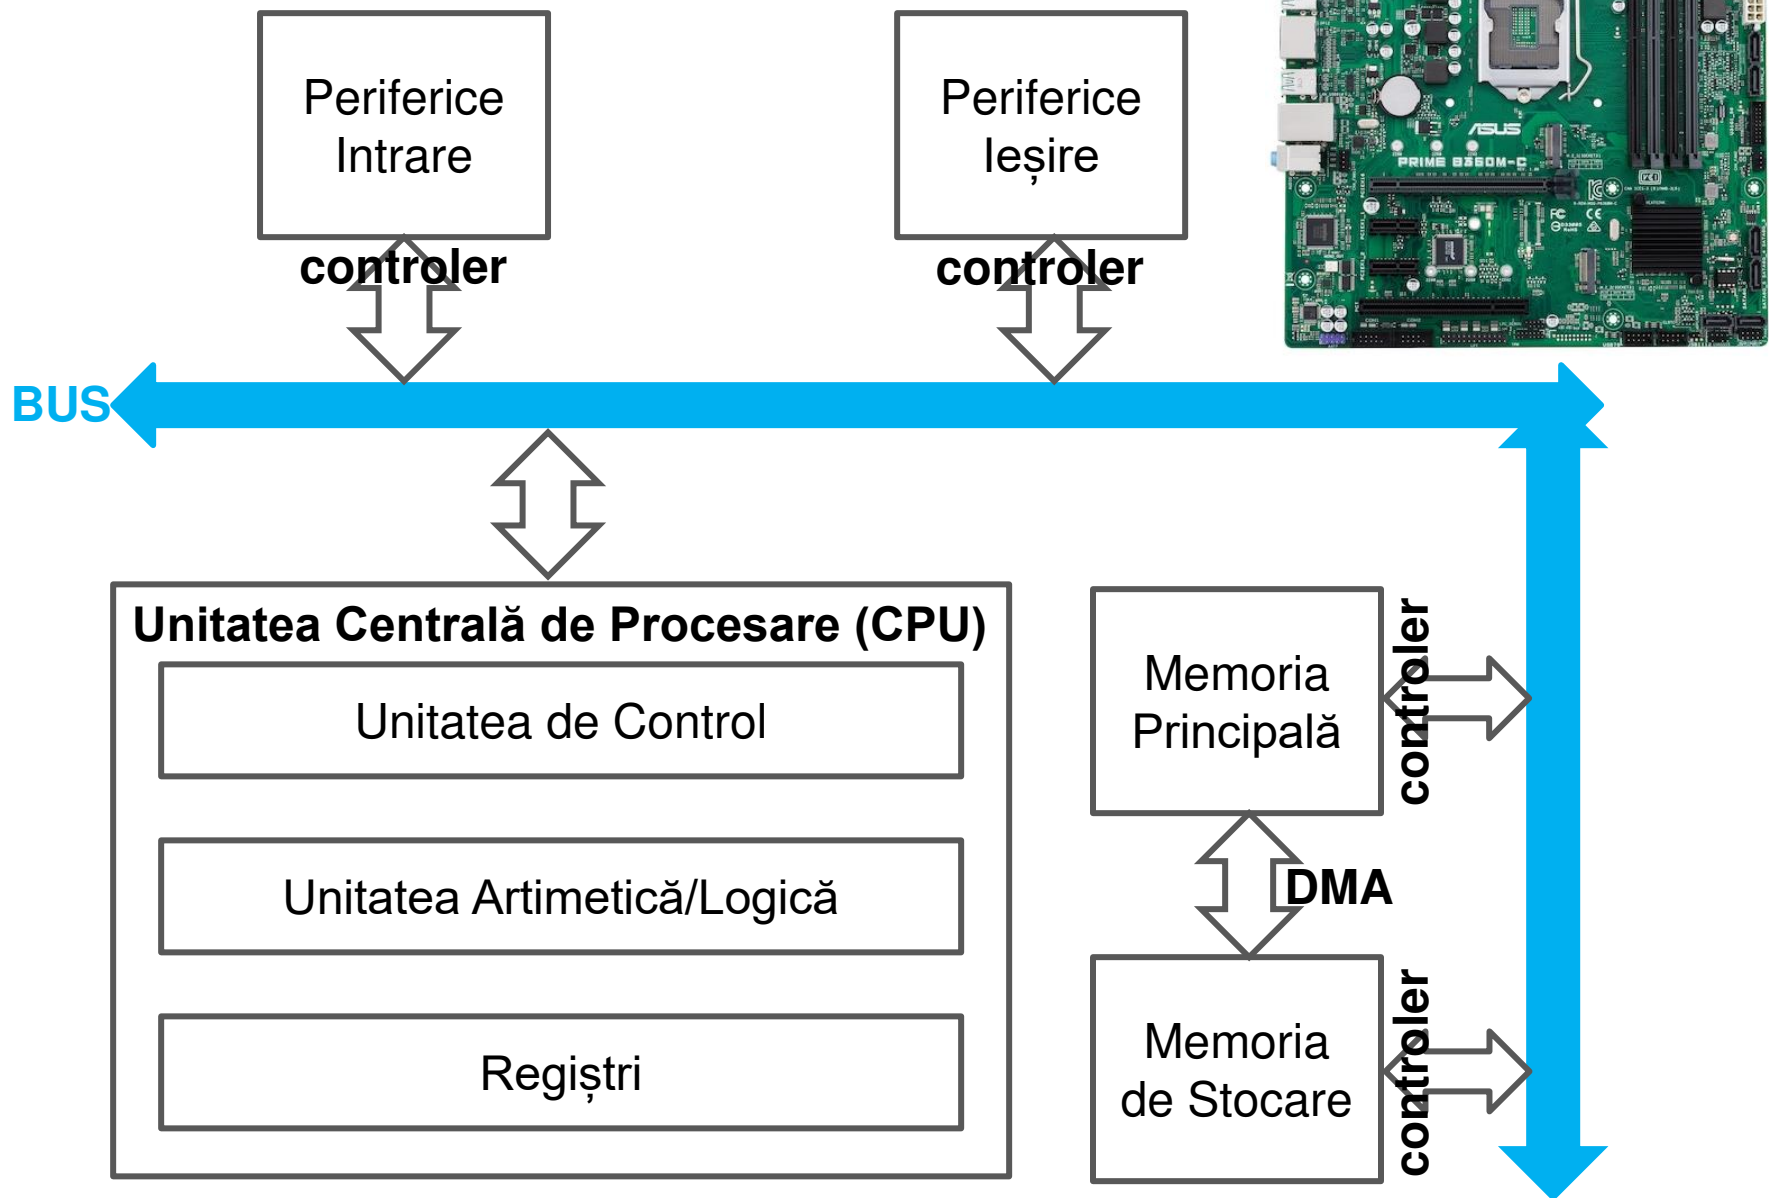 Periferice
Intrare
Periferice
Ieșire
ASUS
PRIME B360M-C
controler
controler
BUS
Unitatea Centrală de Procesare (CPU)
Unitatea de Control
Unitatea Artimetică/Logică
Regiștri
Memoria
Principală
controler
DMA
Memoria
de Stocare
controler